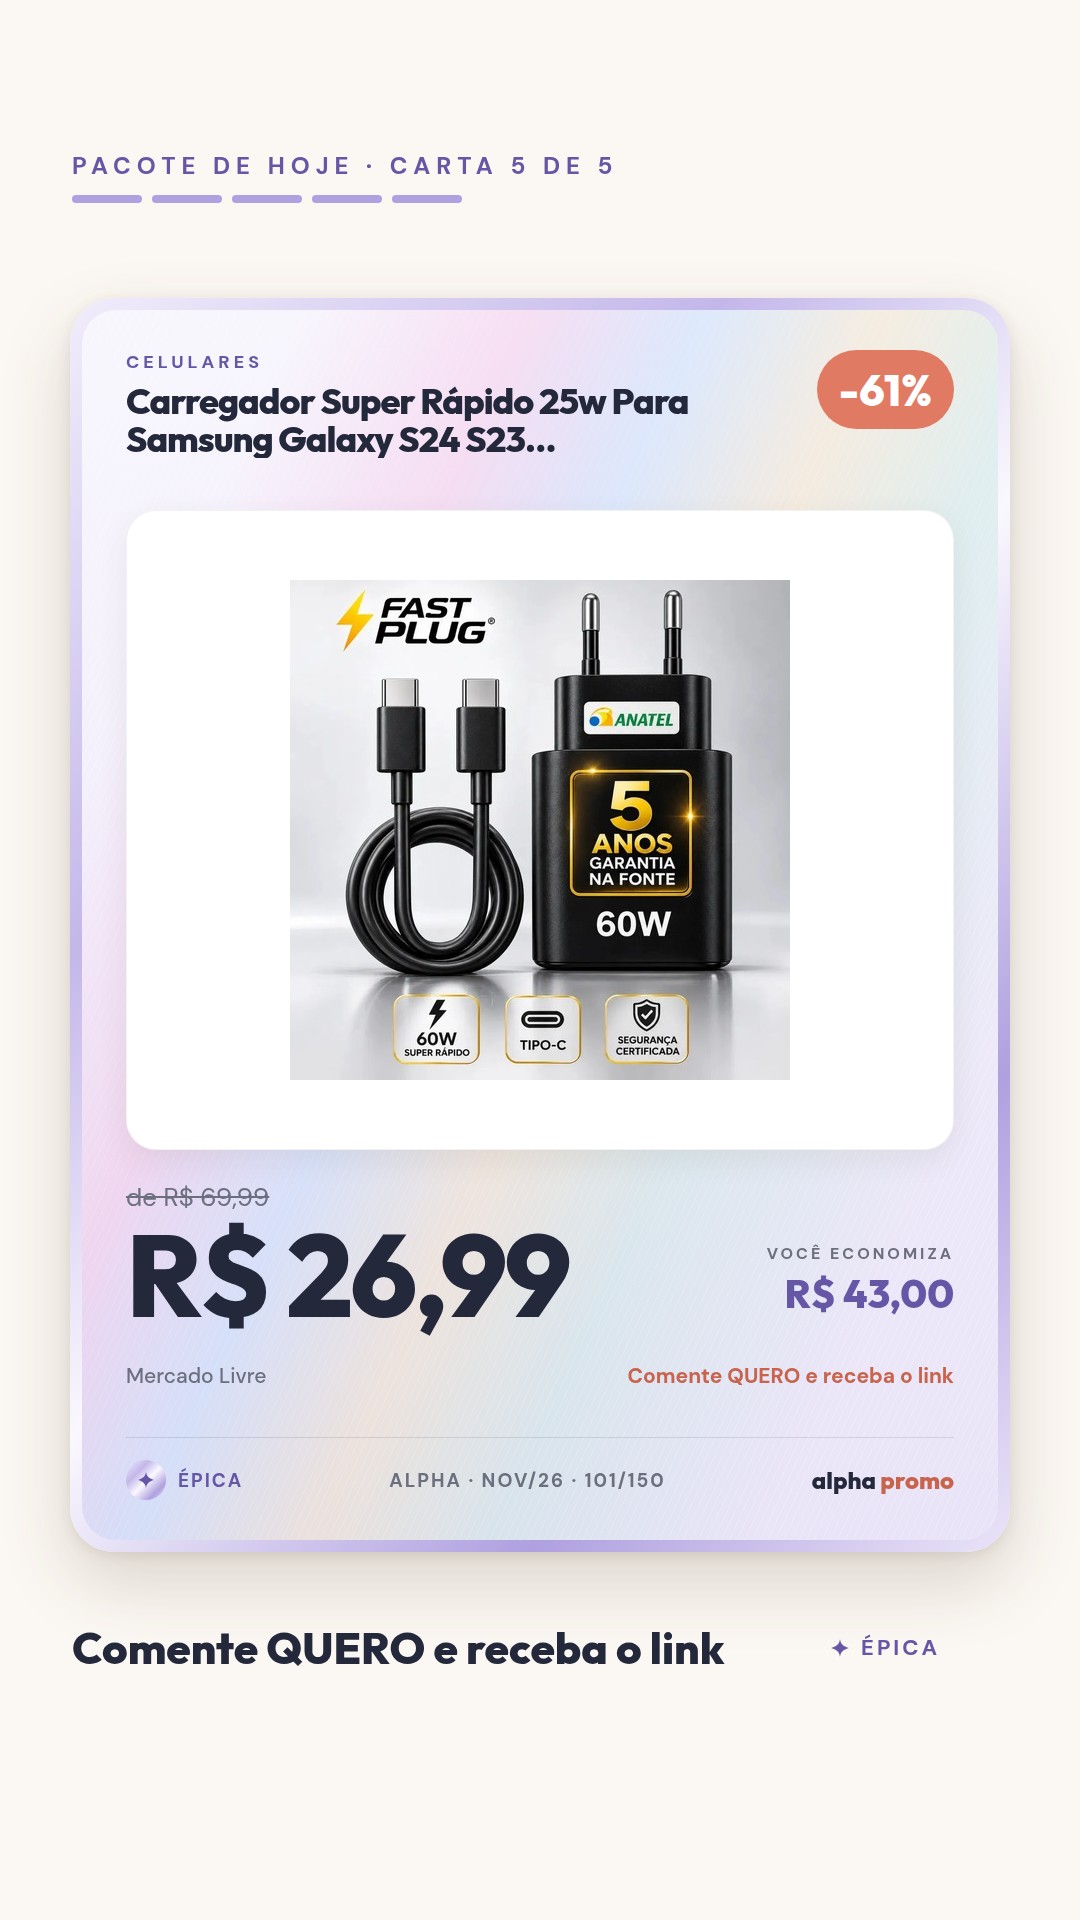 PACOTE DE HOJE · CARTA 5 DE 5
CELULARES
Carregador Super Rápido 25w Para
Samsung Galaxy S24 S23...
-61%
FAST
PLUG®
ANATEL
5
ANOS
GARANTIA
NA FONTE
60W
60W
SUPER RÁPIDO
TIPO-C
SEGURANÇA
CERTIFICADA
de R$ 69,99
R$ 26,99
VOCÊ ECONOMIZA
R$ 43,00
Mercado Livre
Comente QUERO e receba o link
ÉPICA
ALPHA · NOV/26 · 101/150
alpha promo
Comente QUERO e receba o link
ÉPICA